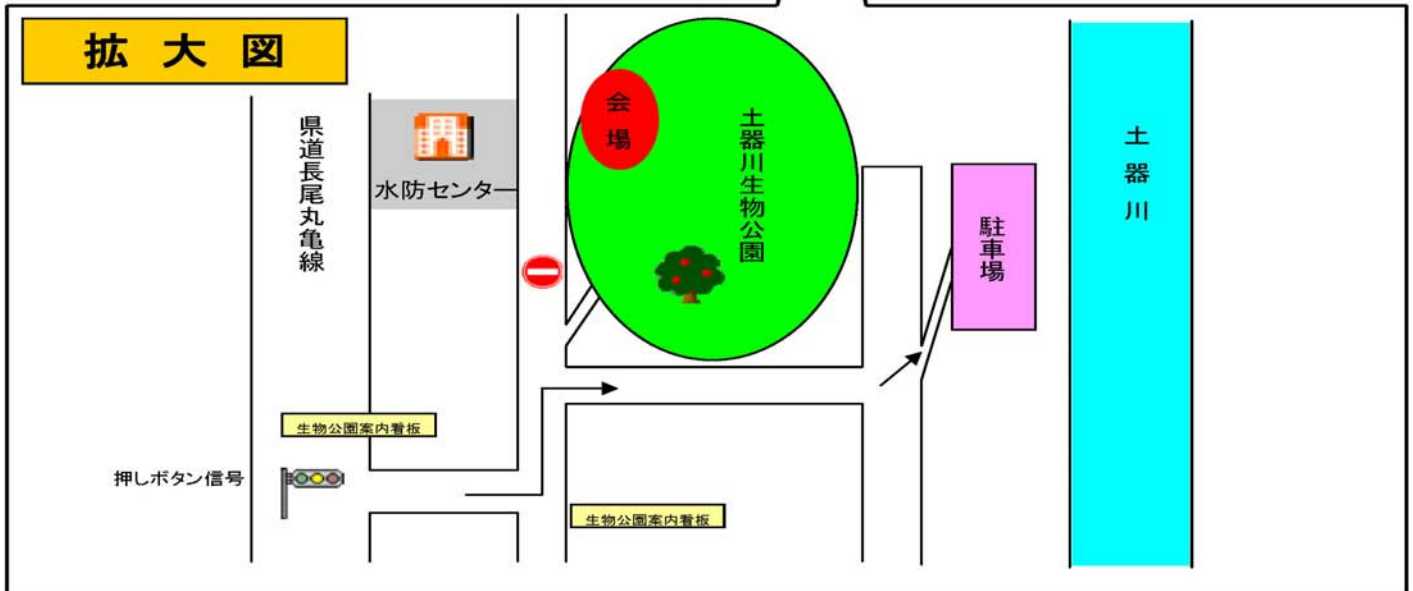 拡大図
会場
県道長尾丸亀線
土器川生物公園
土器川
水防センター
駐車場
生物公園案内看板
押しボタン信号
生物公園案内看板